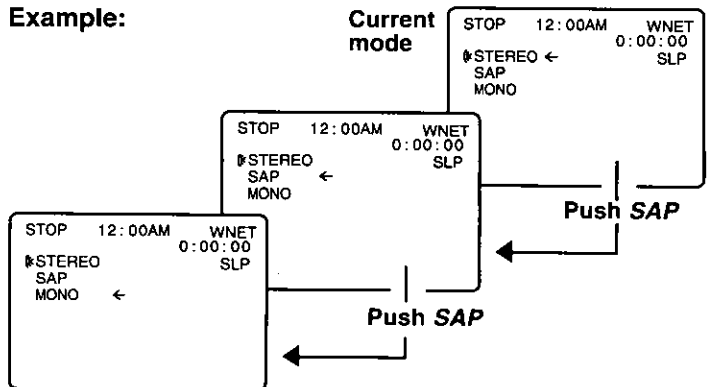 Example:
Current
mode
STOP 12:00AM WNET
0:00:00
STEREO ← SLP
SAP
MONO
Push SAP
STOP 12:00AM WNET
0:00:00
STEREO SLP
SAP ←
MONO
Push SAP
STOP 12:00AM WNET
0:00:00
STEREO SLP
SAP
MONO ←